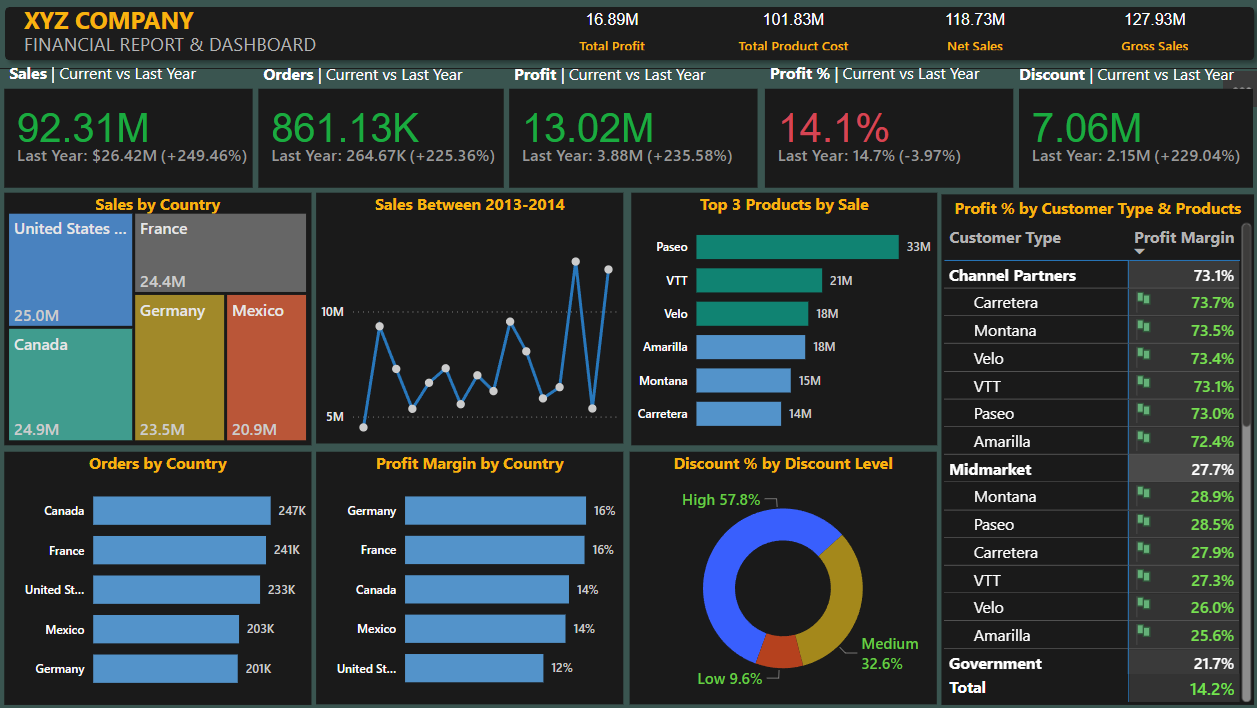 XYZ COMPANY
FINANCIAL REPORT & DASHBOARD
16.89M
Total Profit
101.83M
Total Product Cost
118.73M
Net Sales
127.93M
Gross Sales
Sales | Current vs Last Year
92.31M
Last Year: $26.42M (+249.46%)
Orders | Current vs Last Year
861.13K
Last Year: 264.67K (+225.36%)
Profit | Current vs Last Year
13.02M
Last Year: 3.88M (+235.58%)
Profit % | Current vs Last Year
14.1%
Last Year: 14.7% (-3.97%)
Discount | Current vs Last Year
7.06M
Last Year: 2.15M (+229.04%)
Sales by Country
United States ...
25.0M
France
24.4M
Canada
24.9M
Germany
23.5M
Mexico
20.9M
Sales Between 2013-2014
10M
5M
Top 3 Products by Sale
Paseo 33M
VTT 21M
Velo 18M
Amarilla 18M
Montana 15M
Carretera 14M
Profit % by Customer Type & Products
Customer Type Profit Margin
Channel Partners 73.1%
Carretera 73.7%
Montana 73.5%
Velo 73.4%
VTT 73.1%
Paseo 73.0%
Amarilla 72.4%
Midmarket 27.7%
Montana 28.9%
Paseo 28.5%
Carretera 27.9%
VTT 27.3%
Velo 26.0%
Amarilla 25.6%
Government 21.7%
Total 14.2%
Orders by Country
Canada 247K
France 241K
United St... 233K
Mexico 203K
Germany 201K
Profit Margin by Country
Germany 16%
France 16%
Canada 14%
Mexico 14%
United St... 12%
Discount % by Discount Level
High 57.8%
Medium
32.6%
Low 9.6%